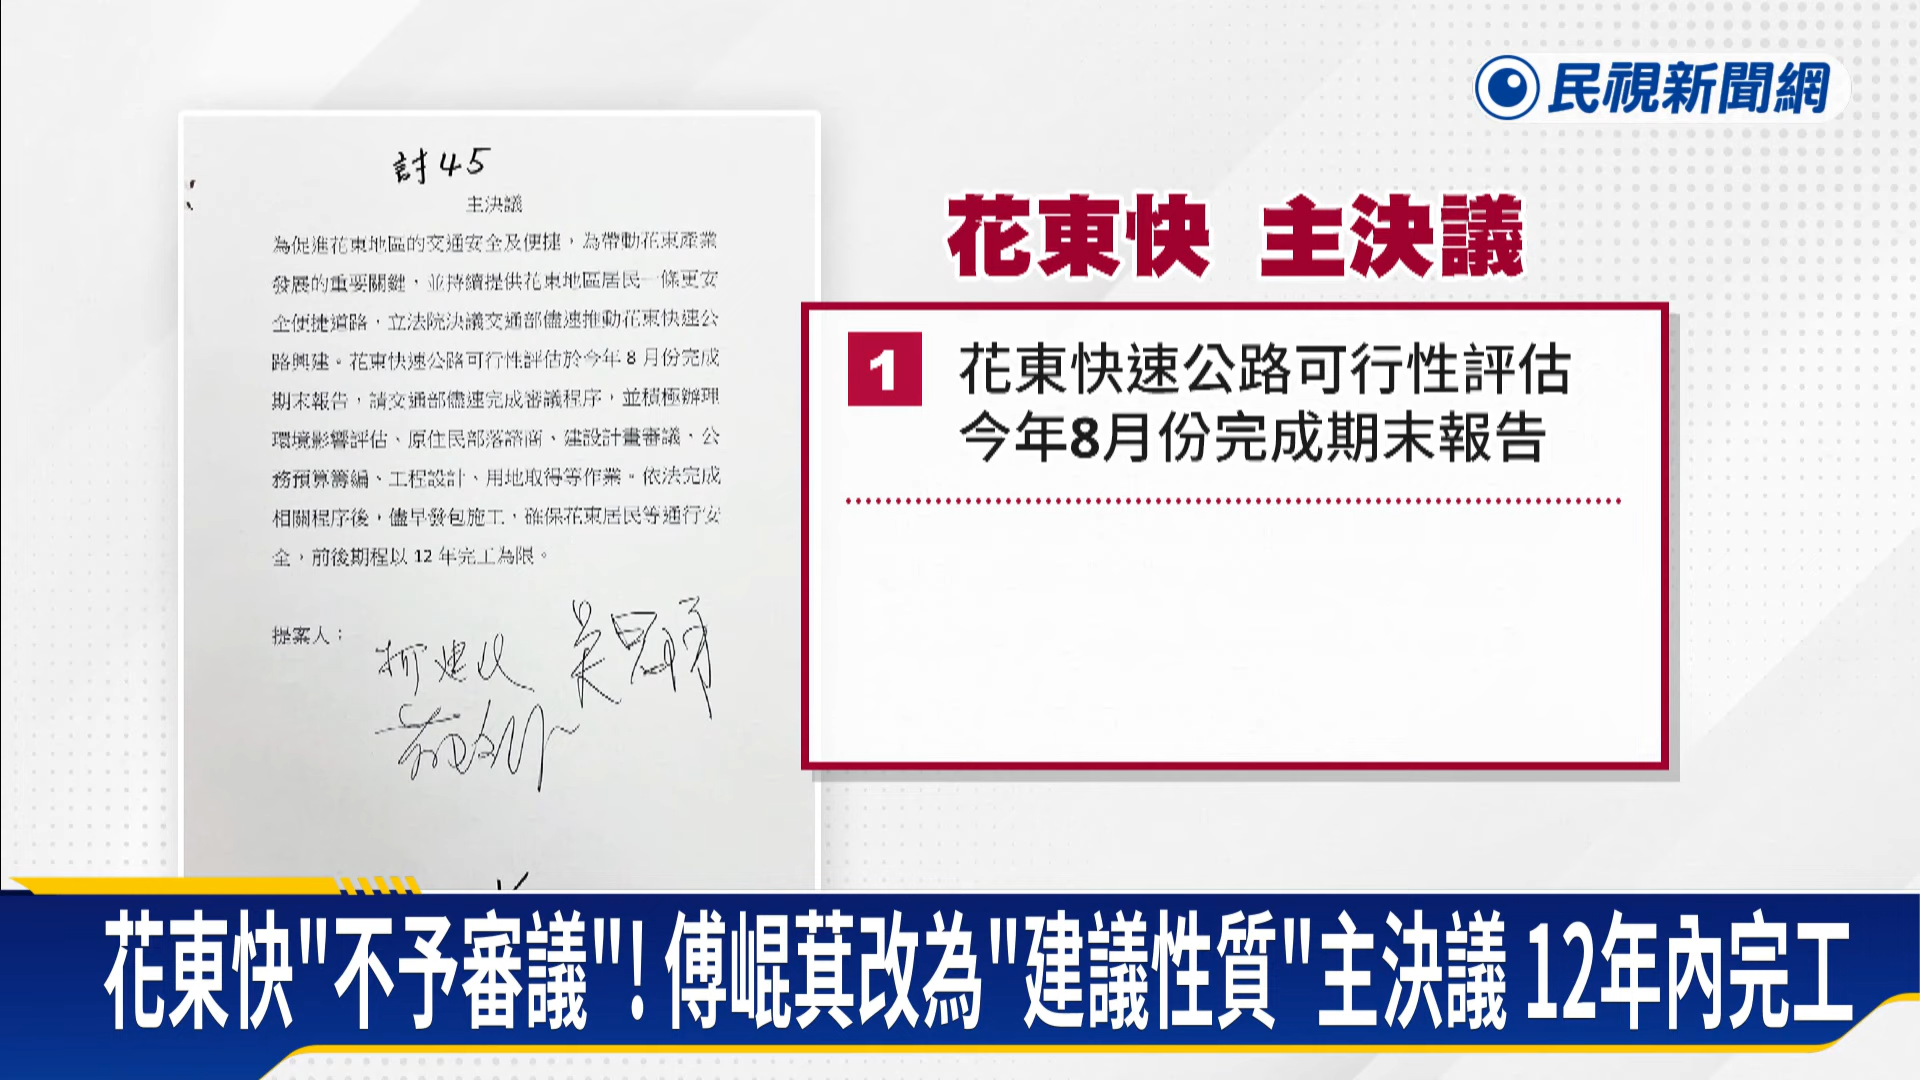 民視新聞網
討45
主決議
為促進花東地區的交通安全及便捷，為帶動花東產業
發展的重要關鍵，並持續提供花東地區居民一條更安
全便捷道路，立法院決議交通部儘速推動花東快速公
路興建。花東快速公路可行性評估於今年8月份完成
期末報告，請交通部儘速完成審議程序，並積極辦理
環境影響評估、原住民部落諮商、建設計畫審議、公
務預算籌編、工程設計、用地取得等作業。依法完成
相關程序後，儘早發包施工，確保花東居民等通行安
全，前後期程以12年完工為限。
提案人：
花東快 主決議
1 花東快速公路可行性評估
今年8月份完成期末報告
花東快"不予審議"！傅崐萁改為"建議性質"主決議 12年內完工